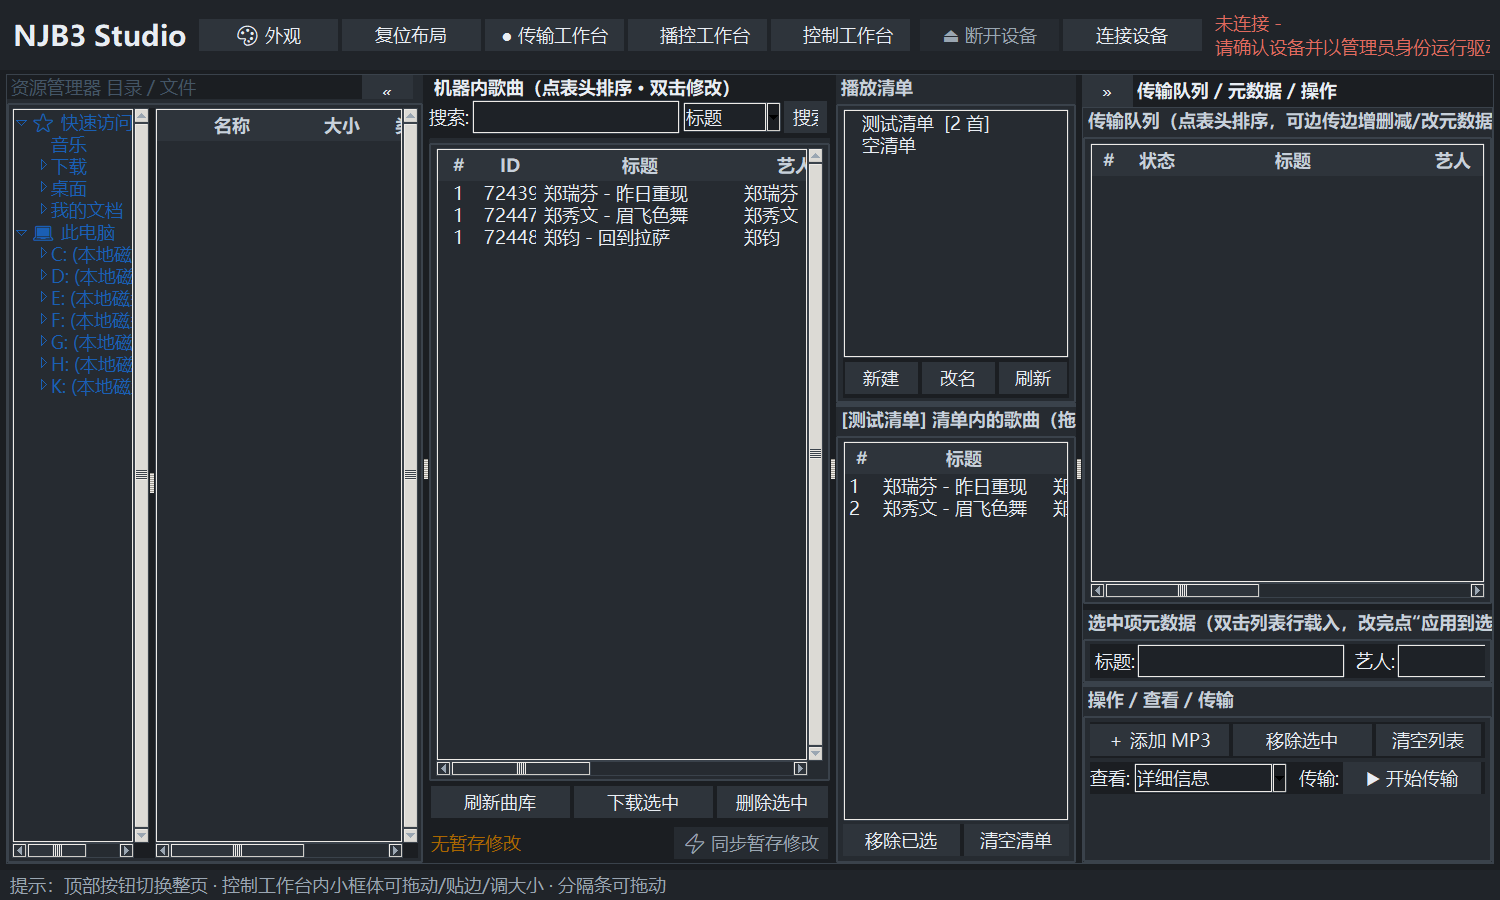 NJB3 Studio
外观
复位布局
● 传输工作台
播控工作台
控制工作台
⏏ 断开设备
连接设备
未连接 -
请确认设备并以管理员身份运行驱动
资源管理器 目录 / 文件
«
快速访问
音乐
下载
桌面
我的文档
此电脑
C: (本地磁
D: (本地磁
E: (本地磁
F: (本地磁
G: (本地磁
H: (本地磁
K: (本地磁
名称 大小
机器内歌曲（点表头排序·双击修改）
搜索:
标题
搜索
# ID 标题 艺人
1 72439 郑瑞芬 - 昨日重现 郑瑞芬
1 72447 郑秀文 - 眉飞色舞 郑秀文
1 72448 郑钧 - 回到拉萨 郑钧
刷新曲库
下载选中
删除选中
无暂存修改
同步暂存修改
播放清单
测试清单 [2 首]
空清单
新建
改名
刷新
[测试清单] 清单内的歌曲（拖
# 标题
1 郑瑞芬 - 昨日重现 郑
2 郑秀文 - 眉飞色舞 郑
移除已选
清空清单
»
传输队列 / 元数据 / 操作
传输队列（点表头排序，可边传边增删减/改元数据
# 状态 标题 艺人
选中项元数据（双击列表行载入，改完点“应用到选
标题:
艺人:
操作 / 查看 / 传输
+ 添加 MP3
移除选中
清空列表
查看:
详细信息
传输:
▶ 开始传输
提示：顶部按钮切换整页 · 控制工作台内小框体可拖动/贴边/调大小 · 分隔条可拖动